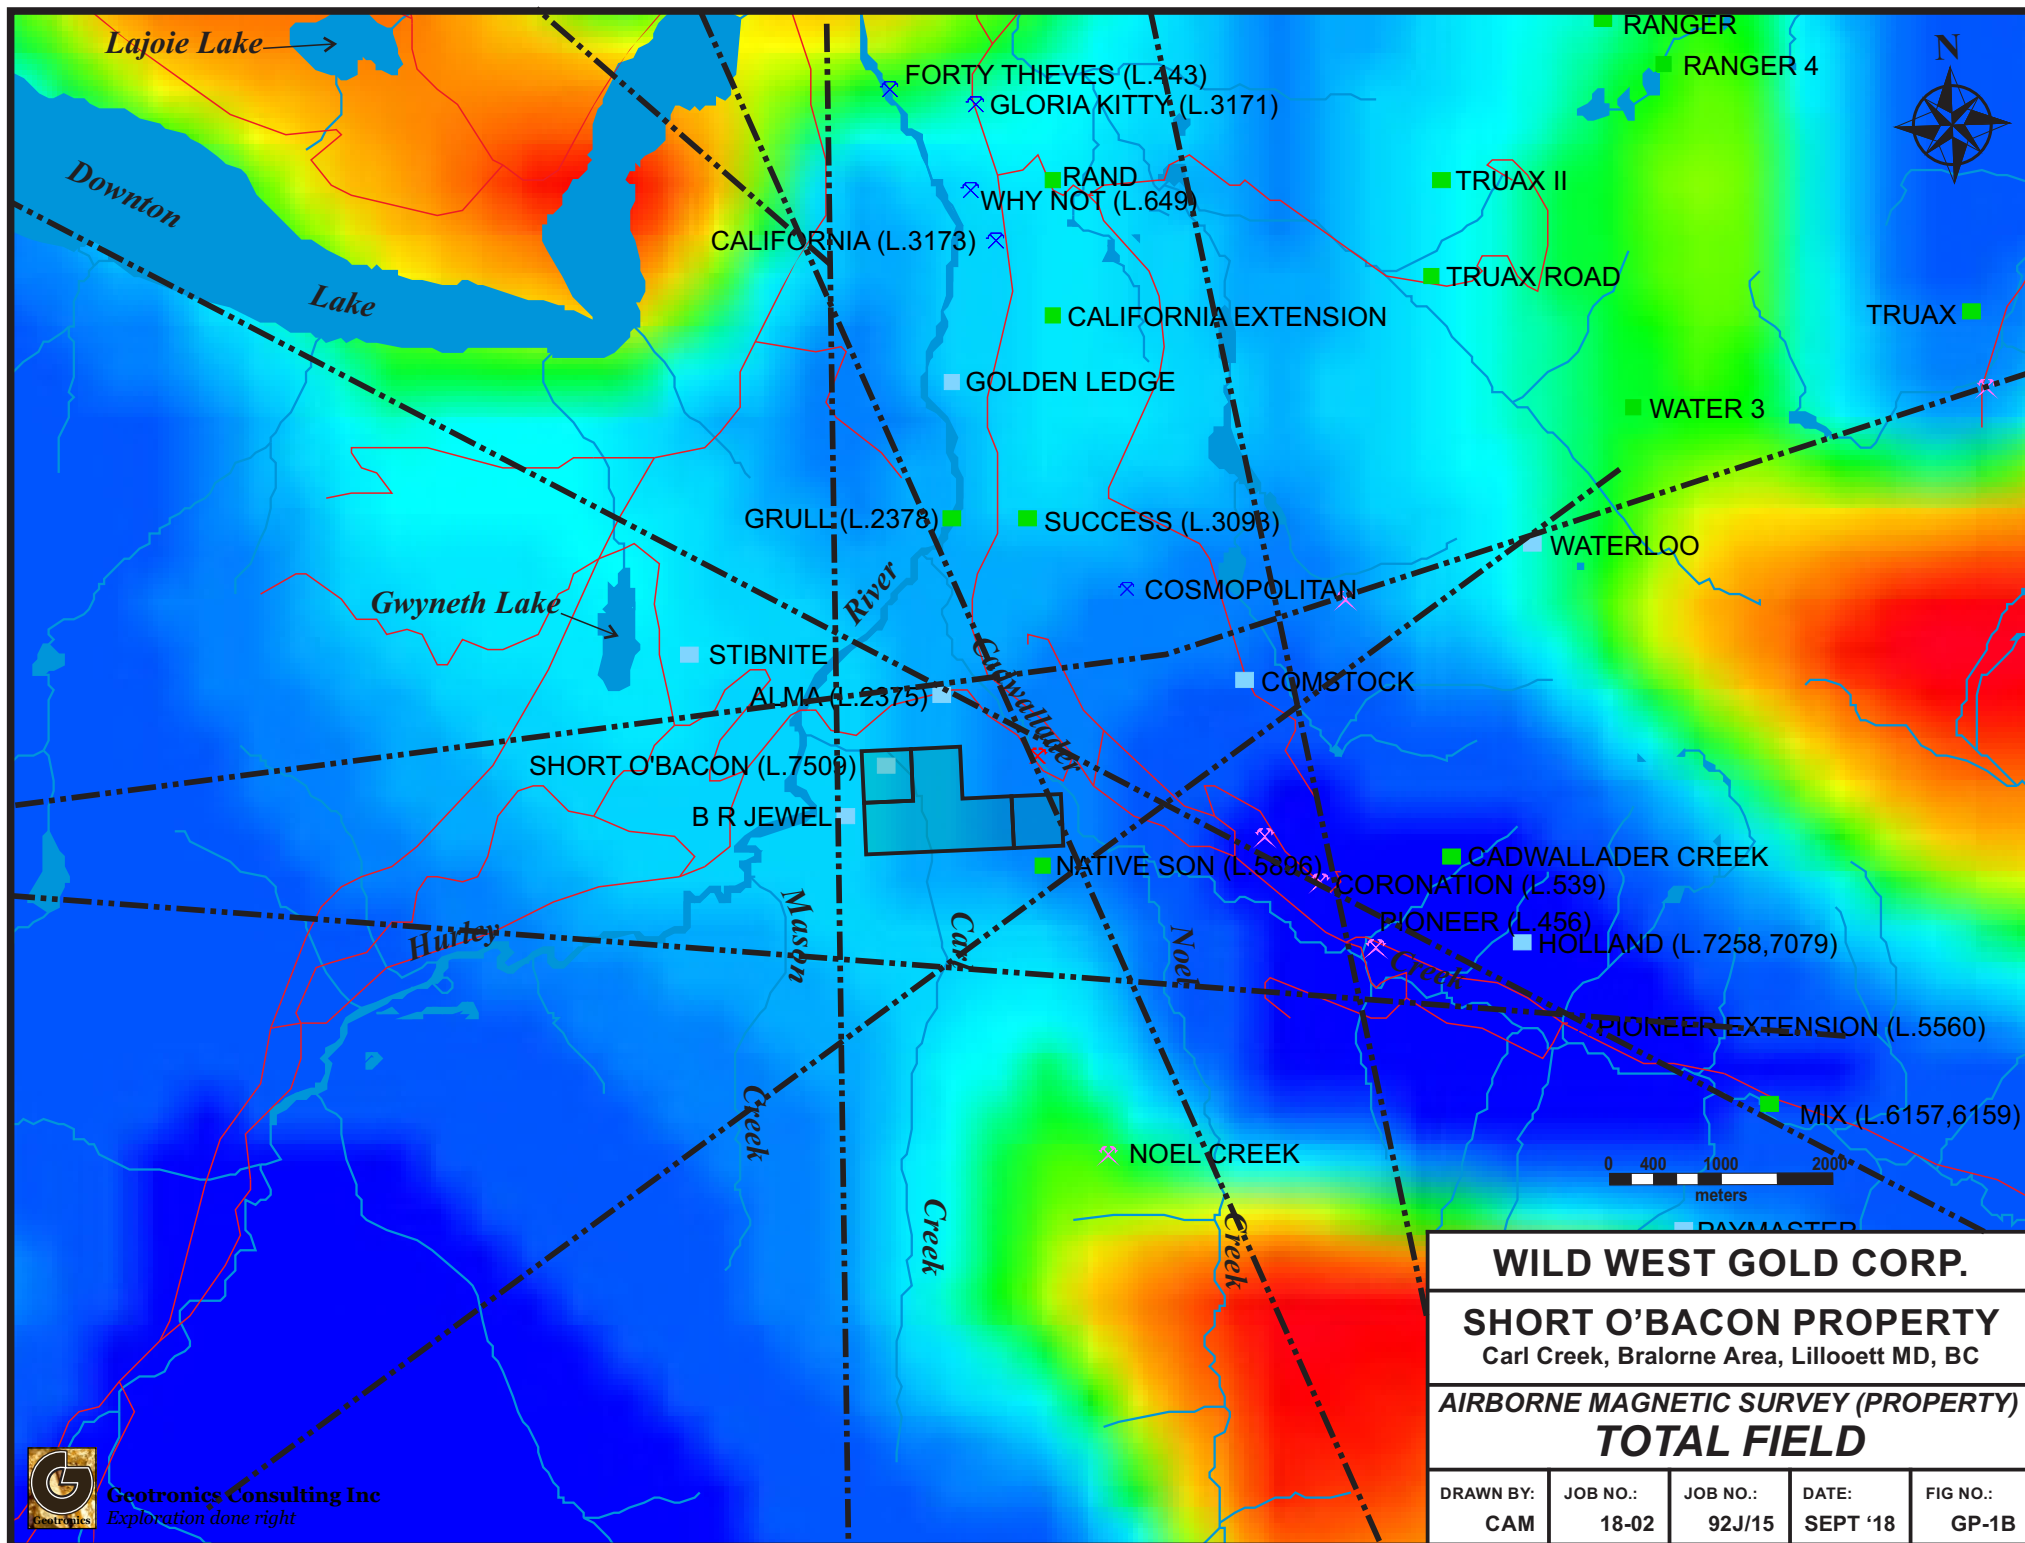 RANGER
Lajoie Lake
N
RANGER 4
FORTY THIEVES (L.443)
GLORIA KITTY (L.3171)
Downton
RAND
TRUAX II
WHY NOT (L.649)
CALIFORNIA (L.3173)
TRUAX ROAD
Lake
CALIFORNIA EXTENSION
TRUAX
GOLDEN LEDGE
WATER 3
GRULL (L.2378)
SUCCESS (L.3093)
WATERLOO
River
COSMOPOLITAN
Gwyneth Lake
STIBNITE
Cadwallader
COMSTOCK
ALMA (L.2375)
SHORT O'BACON (L.7509)
B R JEWEL
NATIVE SON (L.5896)
CADWALLADER CREEK
CORONATION (L.539)
PIONEER (L.456)
HOLLAND (L.7258,7079)
Hurley
Mason
Carl
Noel
Creek
PIONEER EXTENSION (L.5560)
MIX (L.6157,6159)
Creek
NOEL CREEK
0 400 1000 2000
meters
Creek
Creek
PAYMASTER
WILD WEST GOLD CORP.
SHORT O’BACON PROPERTY
Carl Creek, Bralorne Area, Lillooett MD, BC
AIRBORNE MAGNETIC SURVEY (PROPERTY)
TOTAL FIELD
DRAWN BY: JOB NO.: JOB NO.: DATE: FIG NO.:
CAM 18-02 92J/15 SEPT ‘18 GP-1B
Geotronics Consulting Inc
Exploration done right
Geotronics